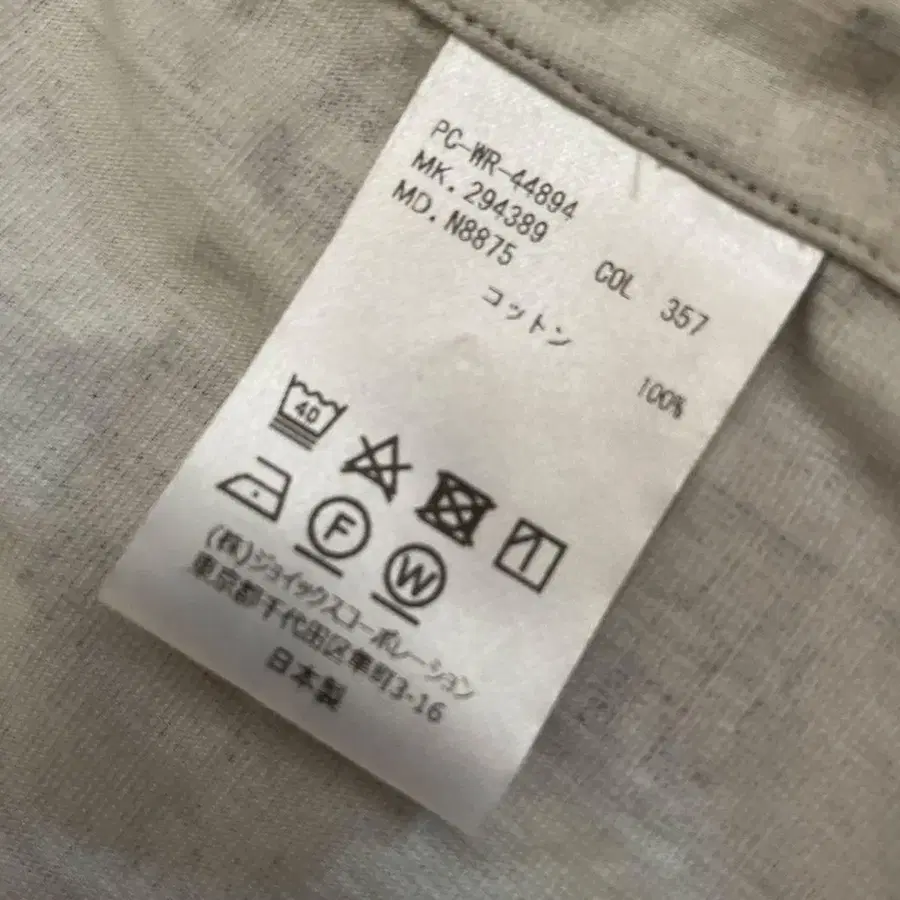 PC-WR-44894
MK. 294389
MD. N8875 COL 357
コットン 100%
40
F W
(株)ジョイックスコーポレーション
東京都千代田区隼町3-16
日本製